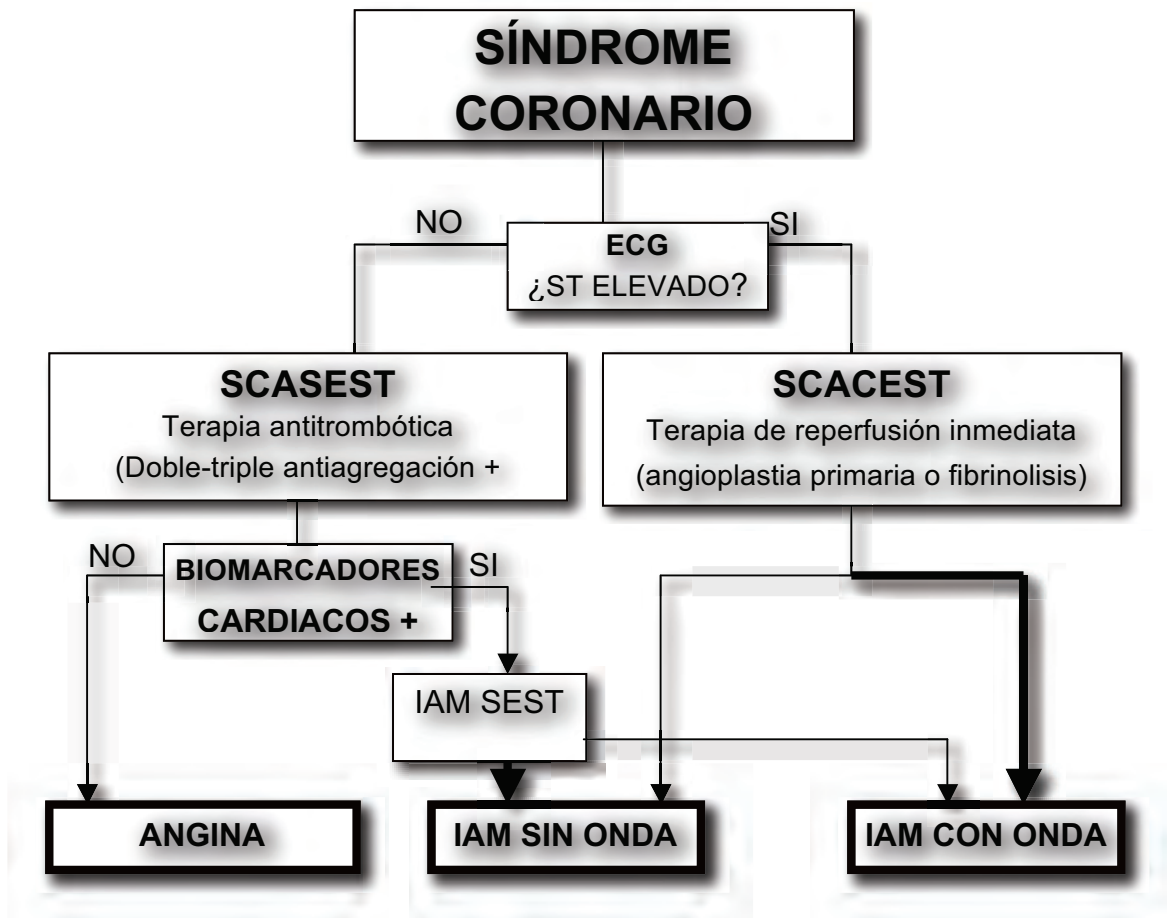 SÍNDROME
CORONARIO
NO
SI
ECG
¿ST ELEVADO?
SCASEST
Terapia antitrombótica
(Doble-triple antiagregación +
SCACEST
Terapia de reperfusión inmediata
(angioplastia primaria o fibrinolisis)
NO
SI
BIOMARCADORES
CARDIACOS +
IAM SEST
ANGINA
IAM SIN ONDA
IAM CON ONDA